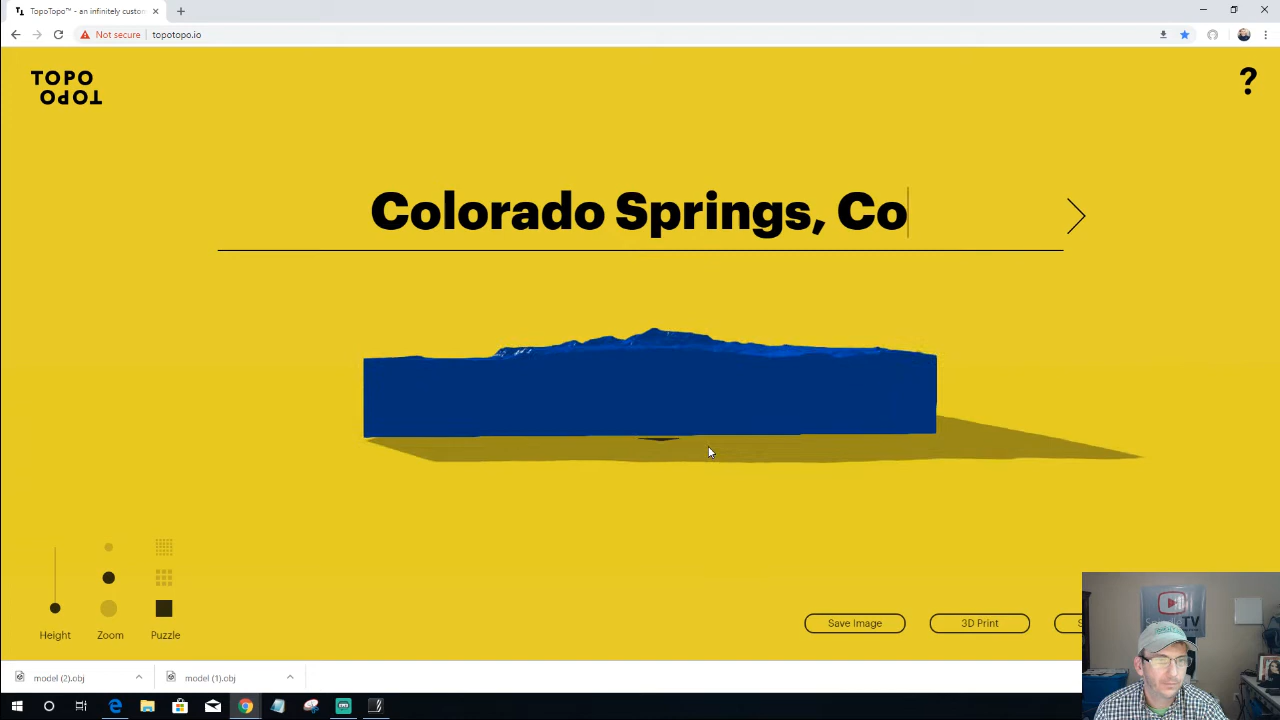 TopoTopo™ - an infinitely custom
Not secure
topotopo.io
TOPO
TOPO
?
Colorado Springs, Co
Height
Zoom
Puzzle
Save Image
3D Print
model (2).obj
model (1).obj